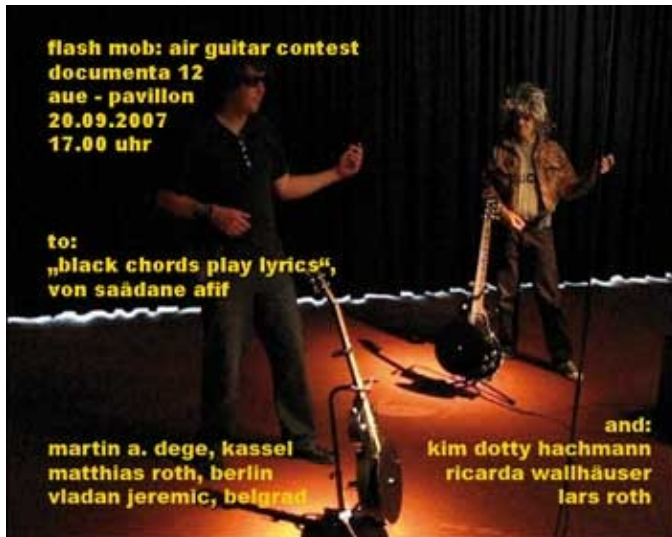 flash mob: air guitar contest
documenta 12
aue - pavillon
20.09.2007
17.00 uhr
to:
„black chords play lyrics“,
von saâdane afif
martin a. dege, kassel
matthias roth, berlin
vladan jeremic, belgrad
and:
kim dotty hachmann
ricarda wallhäuser
lars roth